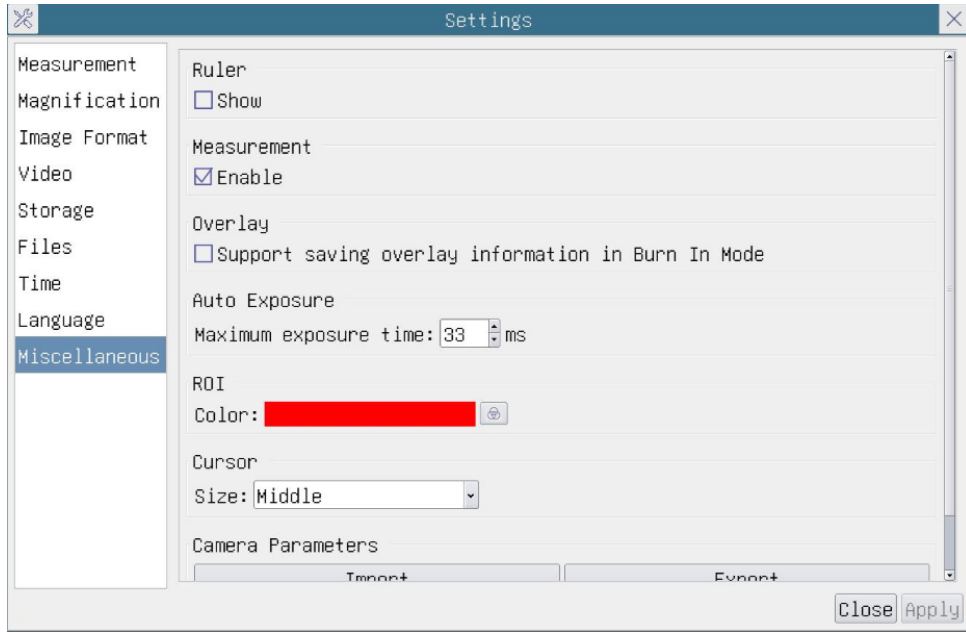 Settings
Measurement
Magnification
Image Format
Video
Storage
Files
Time
Language
Miscellaneous
Ruler
Show
Measurement
Enable
Overlay
Support saving overlay information in Burn In Mode
Auto Exposure
Maximum exposure time: 33 ms
ROI
Color:
Cursor
Size: Middle
Camera Parameters
Import Export
Close Apply